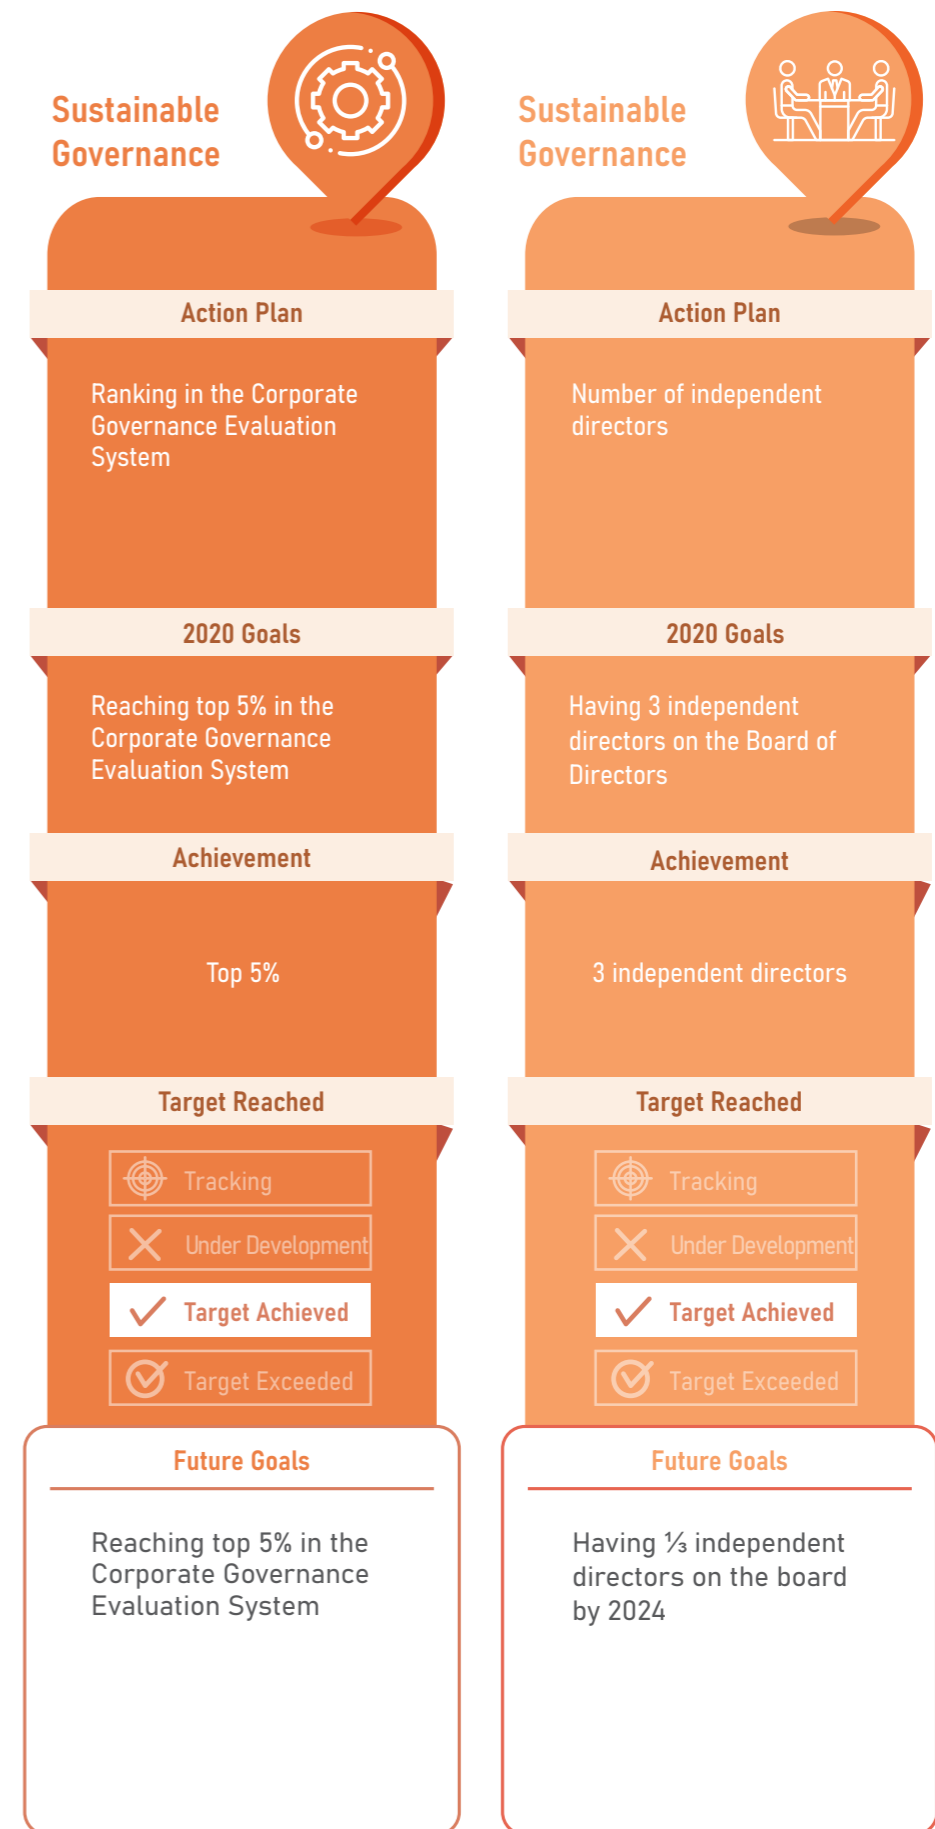 Sustainable
Governance
Action Plan
Ranking in the Corporate
Governance Evaluation
System
2020 Goals
Reaching top 5% in the
Corporate Governance
Evaluation System
Achievement
Top 5%
Target Reached
Tracking
Under Development
Target Achieved
Target Exceeded
Future Goals
Reaching top 5% in the
Corporate Governance
Evaluation System
Sustainable
Governance
Action Plan
Number of independent
directors
2020 Goals
Having 3 independent
directors on the Board of
Directors
Achievement
3 independent directors
Target Reached
Tracking
Under Development
Target Achieved
Target Exceeded
Future Goals
Having ⅓ independent
directors on the board
by 2024